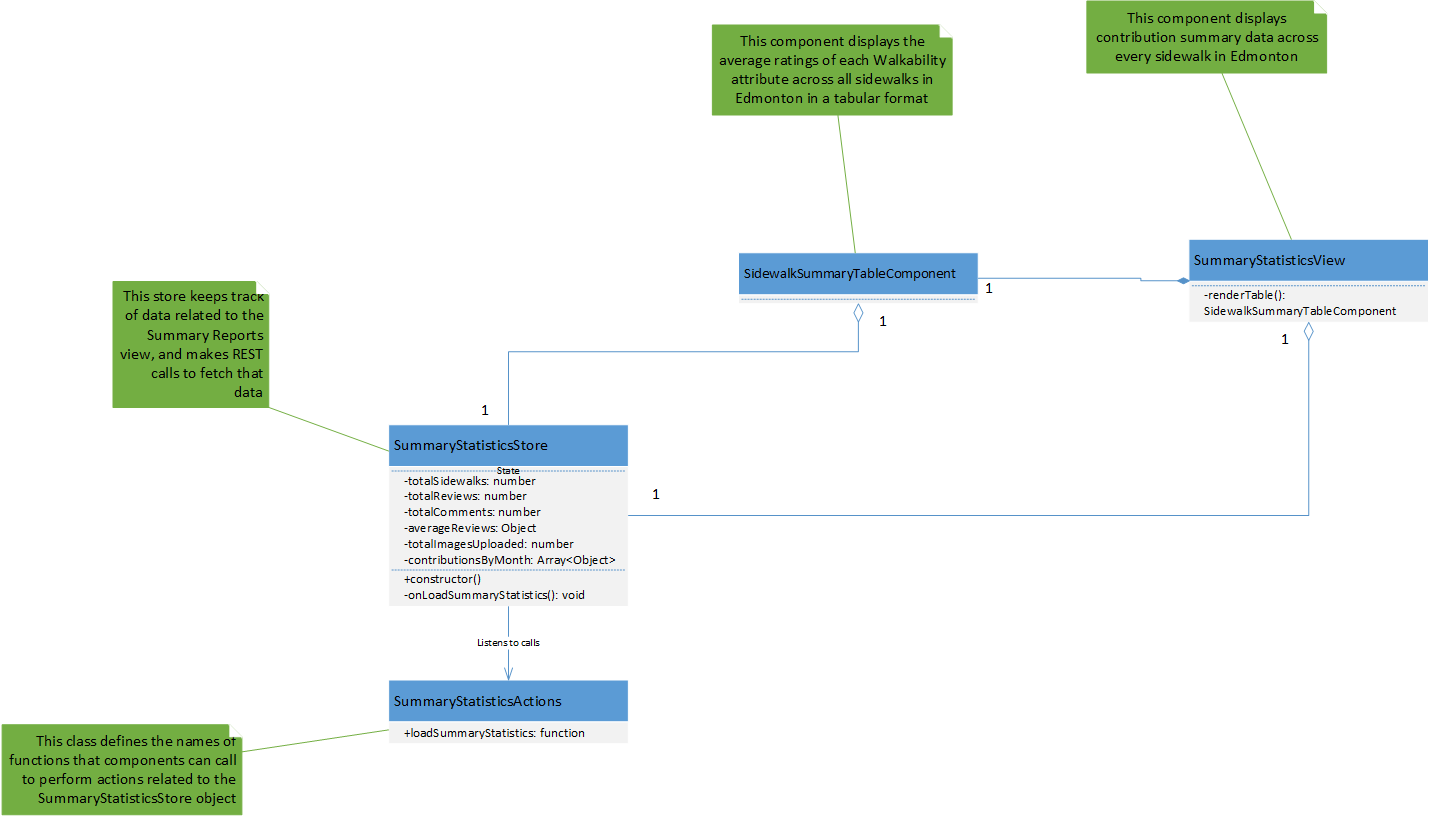 This component displays
contribution summary data across
every sidewalk in Edmonton
This component displays the
average ratings of each Walkability
attribute across all sidewalks in
Edmonton in a tabular format
SummaryStatisticsView
-renderTable():
SidewalkSummaryTableComponent
SidewalkSummaryTableComponent
1
1
1
This store keeps track
of data related to the
Summary Reports
view, and makes REST
calls to fetch that
data
1
SummaryStatisticsStore
State
-totalSidewalks: number
-totalReviews: number
-totalComments: number
-averageReviews: Object
-totalImagesUploaded: number
-contributionsByMonth: Array<Object>
+constructor()
-onLoadSummaryStatistics(): void
1
Listens to calls
SummaryStatisticsActions
+loadSummaryStatistics: function
This class defines the names of
functions that components can call
to perform actions related to the
SummaryStatisticsStore object